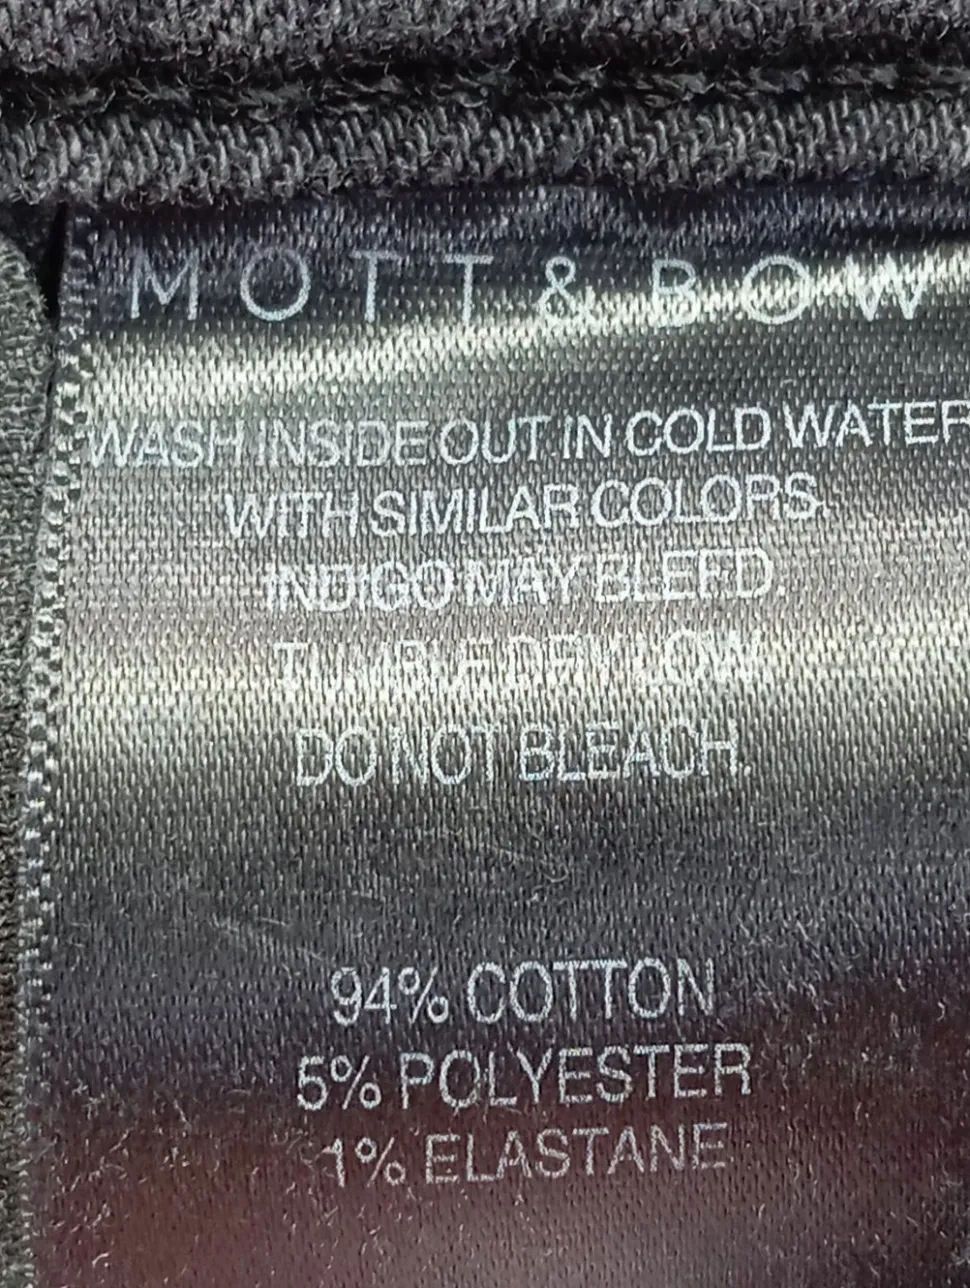 MOTT & BOW
WASH INSIDE OUT IN COLD WATER
WITH SIMILAR COLORS.
INDIGO MAY BLEED.
TUMBLE DRY LOW.
DO NOT BLEACH.
94% COTTON
5% POLYESTER
1% ELASTANE